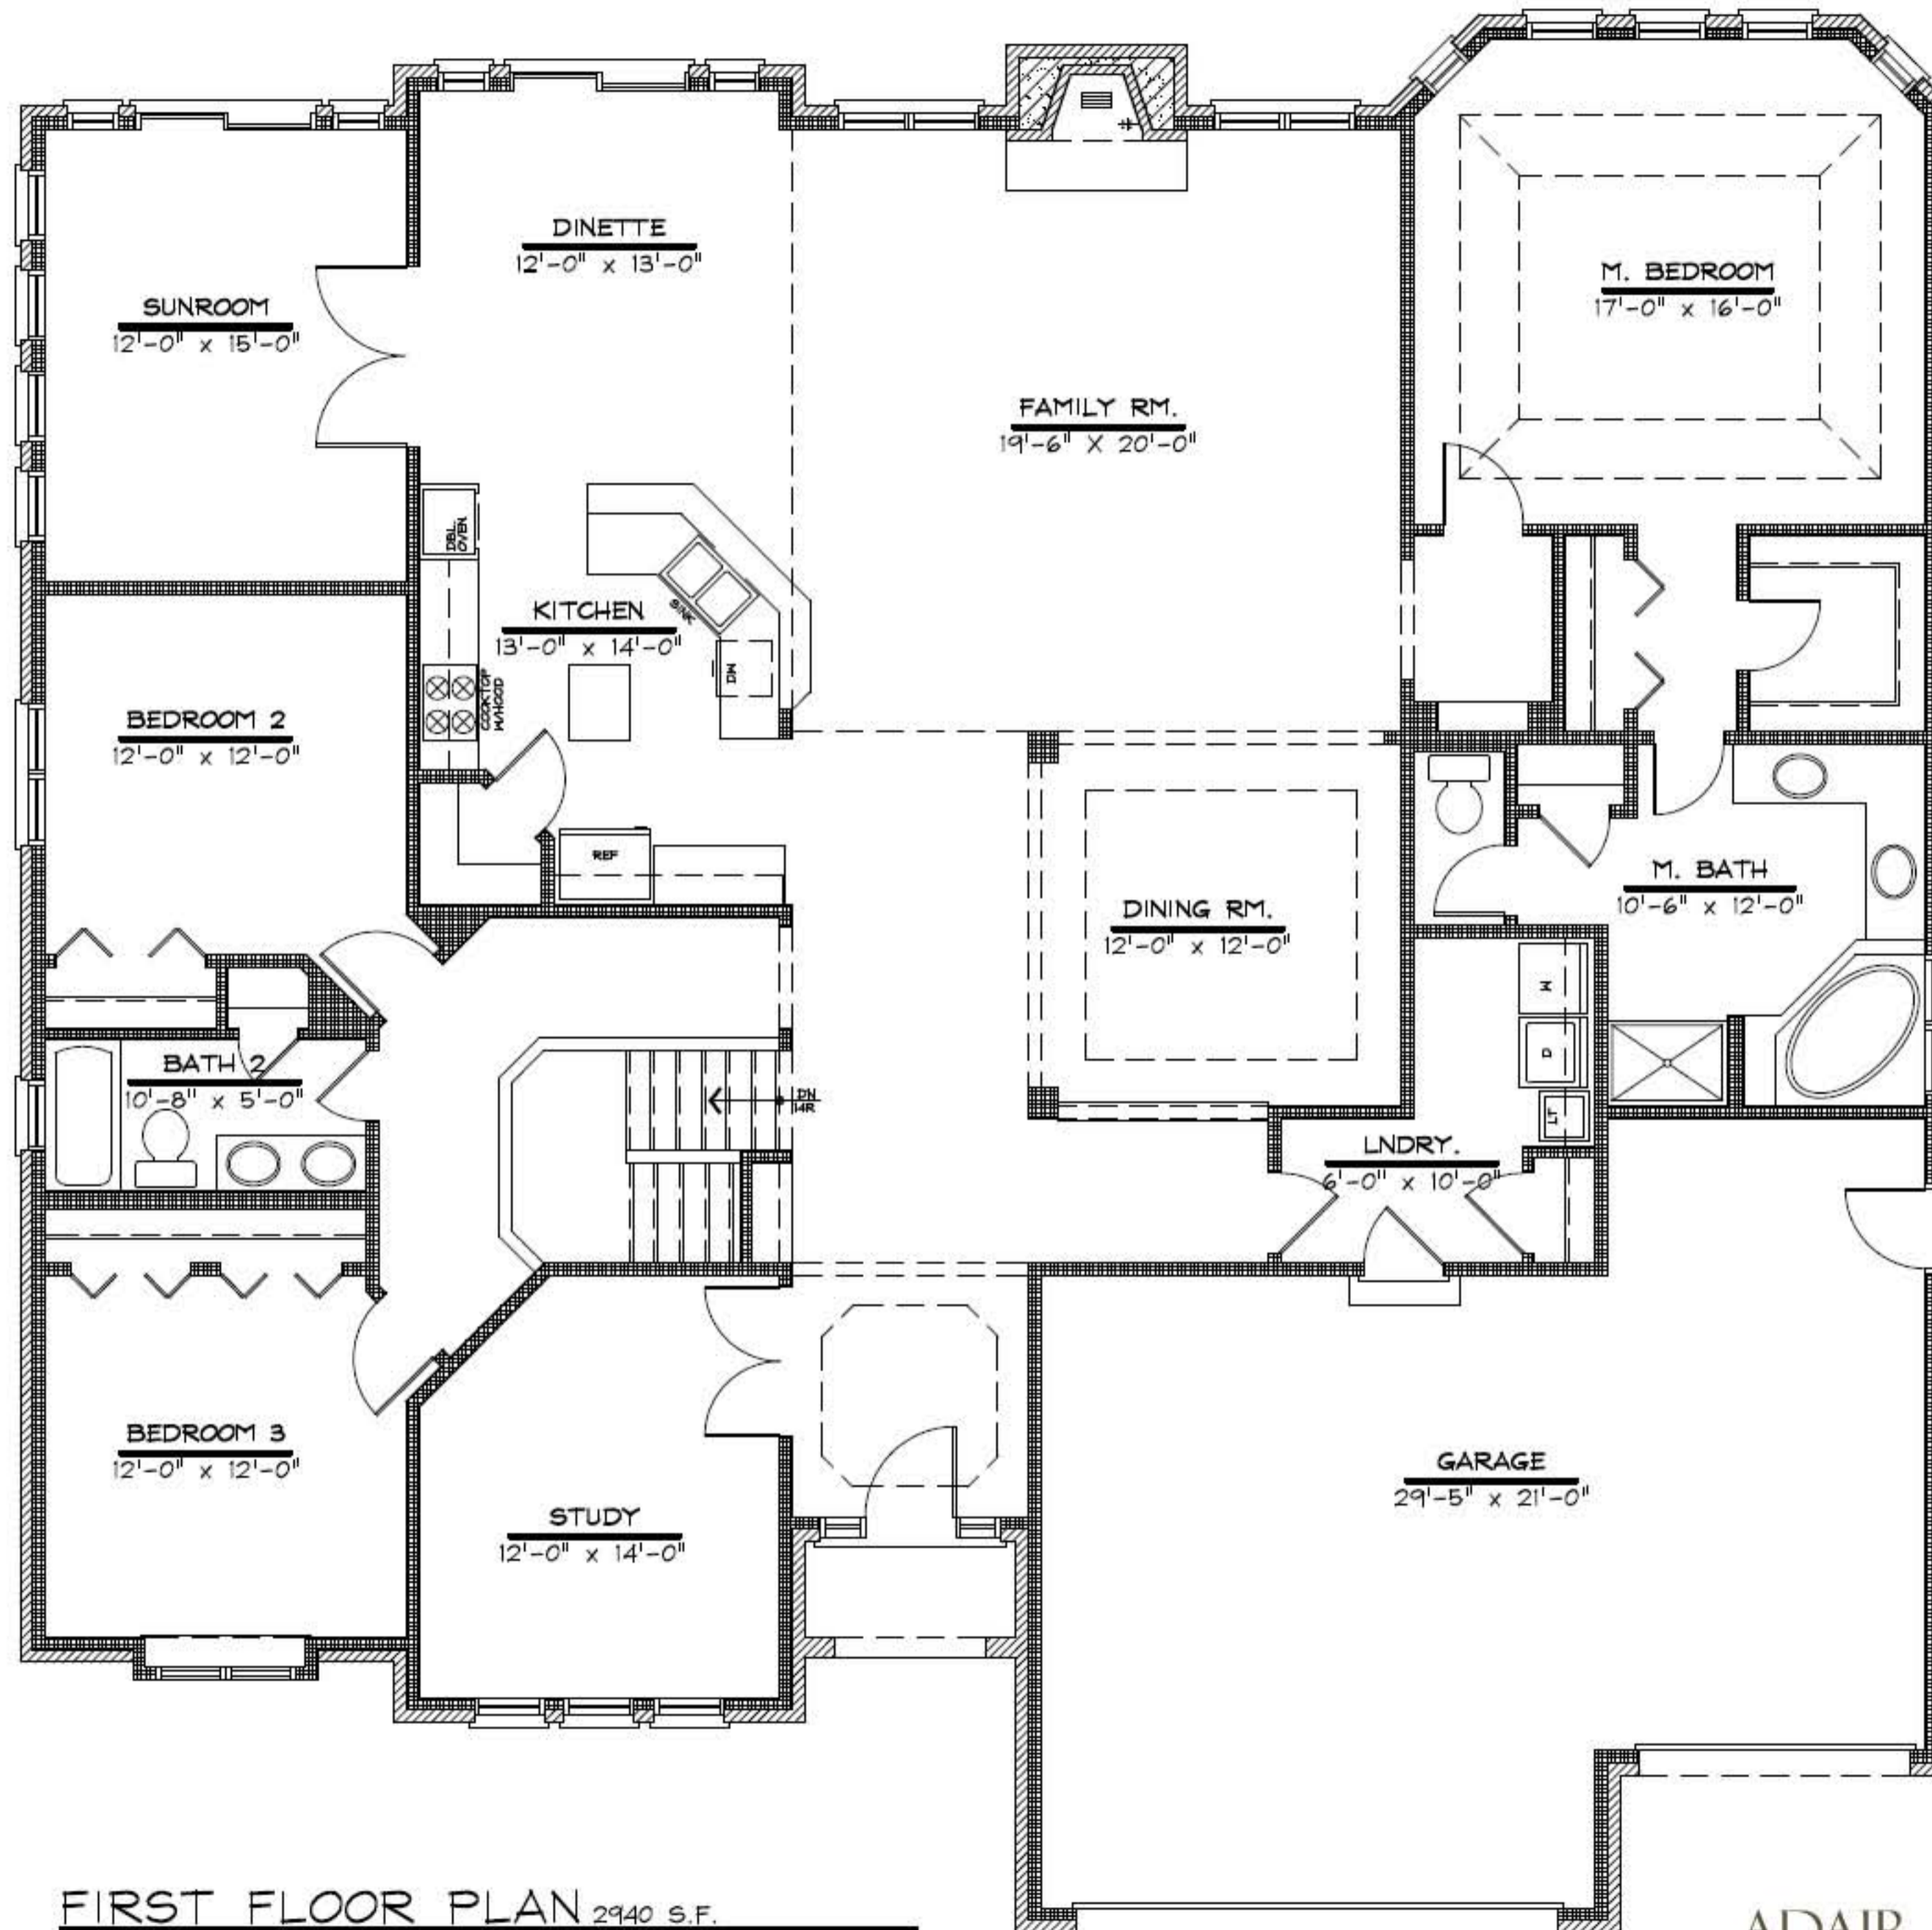 DINETTE
12'-0" x 13'-0"
M. BEDROOM
17'-0" x 16'-0"
SUNROOM
12'-0" x 15'-0"
FAMILY RM.
19'-6" X 20'-0"
DBL.
OVEN
SINK
KITCHEN
13'-0" x 14'-0"
DW
COOKTOP
W/HOOD
BEDROOM 2
12'-0" x 12'-0"
REF
M. BATH
10'-6" x 12'-0"
DINING RM.
12'-0" x 12'-0"
W
D
BATH 2
10'-8" x 5'-0"
DN
14R
LT
LNDRY.
6'-0" x 10'-0"
BEDROOM 3
12'-0" x 12'-0"
GARAGE
29'-5" x 21'-0"
STUDY
12'-0" x 14'-0"
FIRST FLOOR PLAN 2940 S.F.
ADAIR